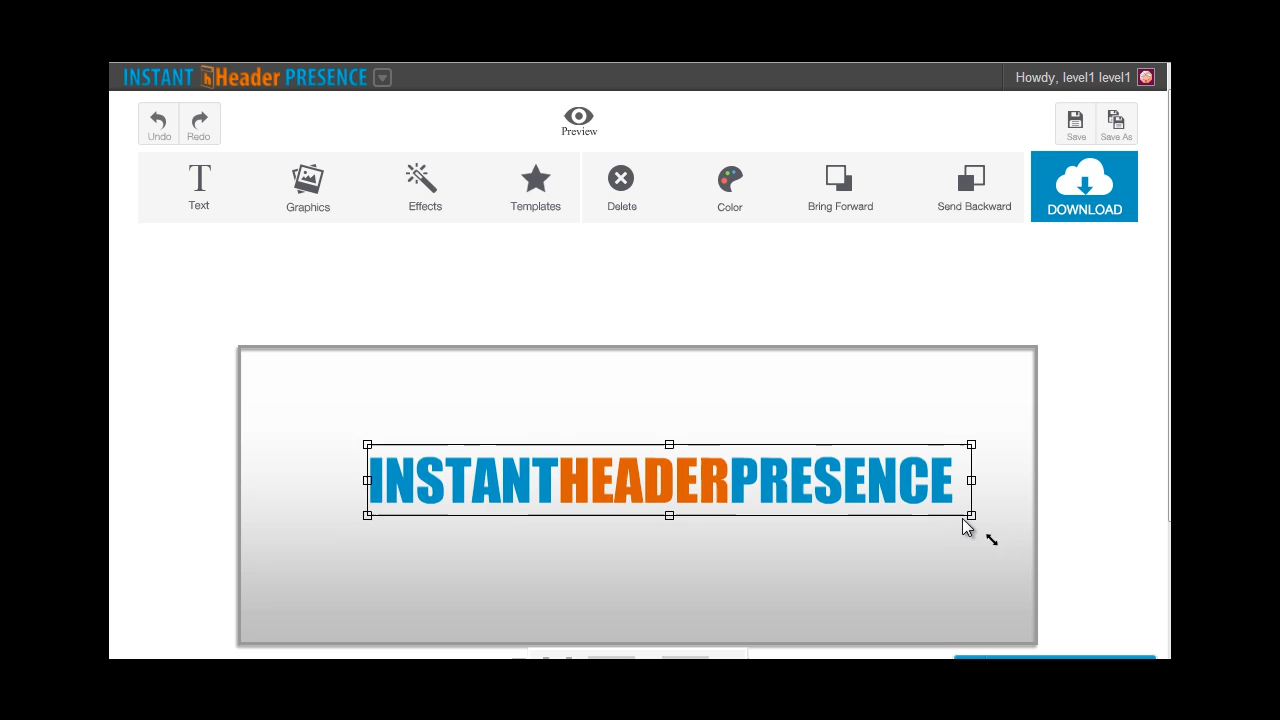 INSTANT Header PRESENCE
Howdy, level1 level1
Undo Redo
Preview
Save Save As
Text Graphics Effects Templates Delete Color Bring Forward Send Backward DOWNLOAD
INSTANTHEADERPRESENCE